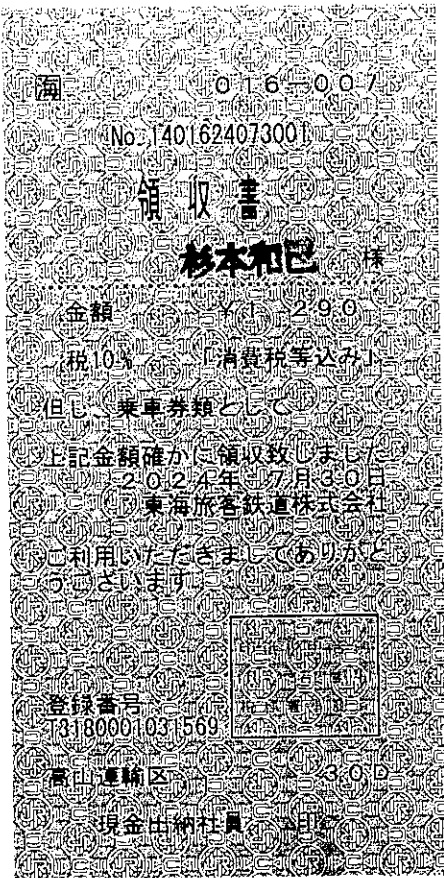 海 016-007
No.1401624073001
領収書
杉本和巳 様
金額 ¥1,290
税10% 「消費税等込み」
但し、乗車券類として
上記金額確かに領収致しました
2024年 7月30日
東海旅客鉄道株式会社
ご利用いただきましてありがと
うございます
登録番号
T3180001031569
高山運輸区 30D
現金出納社員 印